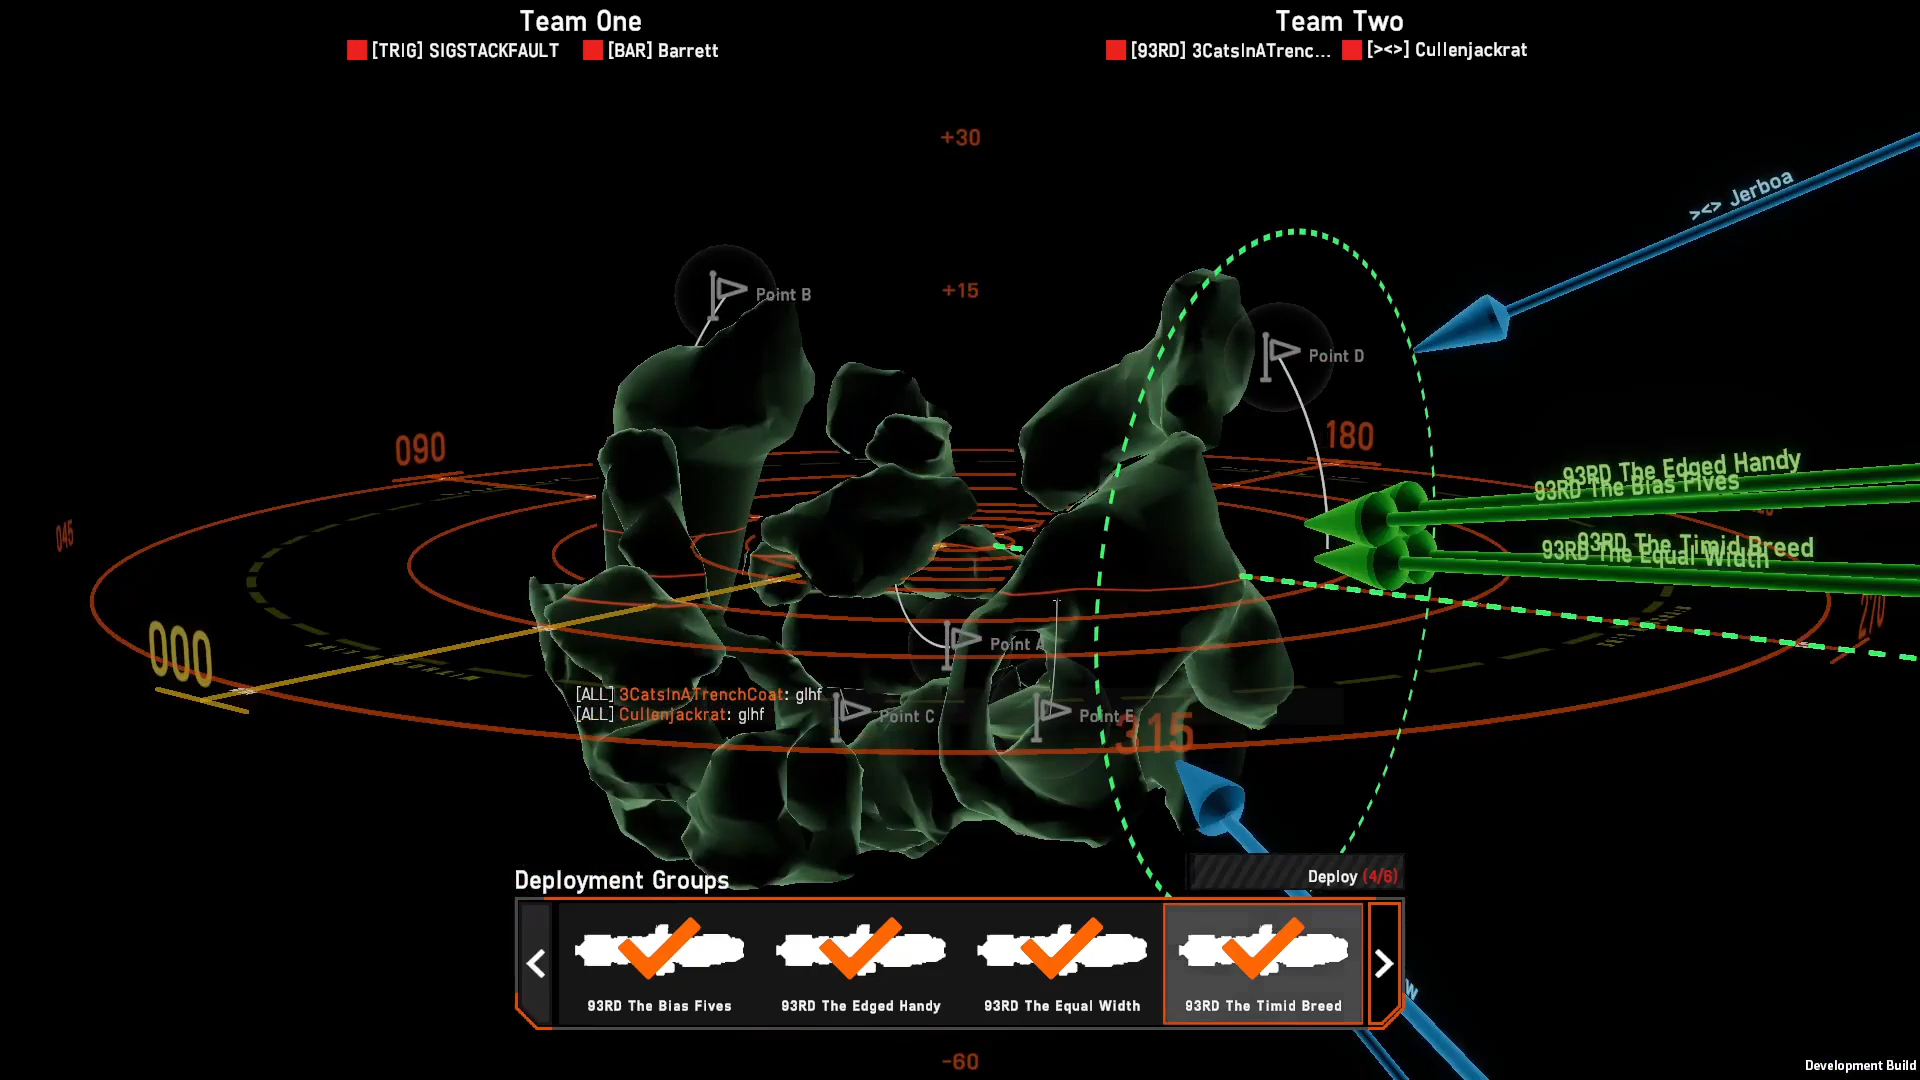 Team One
[TRIG] SIGSTACKFAULT [BAR] Barrett
Team Two
[93RD] 3CatsInATrenc... [><>] Cullenjackrat
+30
><> Jerboa
+15
Point B
Point D
090
180
93RD The Edged Handy
93RD The Bias Fives
045
93RD The Timid Breed
93RD The Equal Width
270
000
Point A
[ALL] 3CatsInATrenchCoat: glhf
[ALL] Cullenjackrat: glhf
Point C
Point E
315
Deployment Groups
Deploy (4/6)
93RD The Bias Fives
93RD The Edged Handy
93RD The Equal Width
93RD The Timid Breed
-60
Development Build